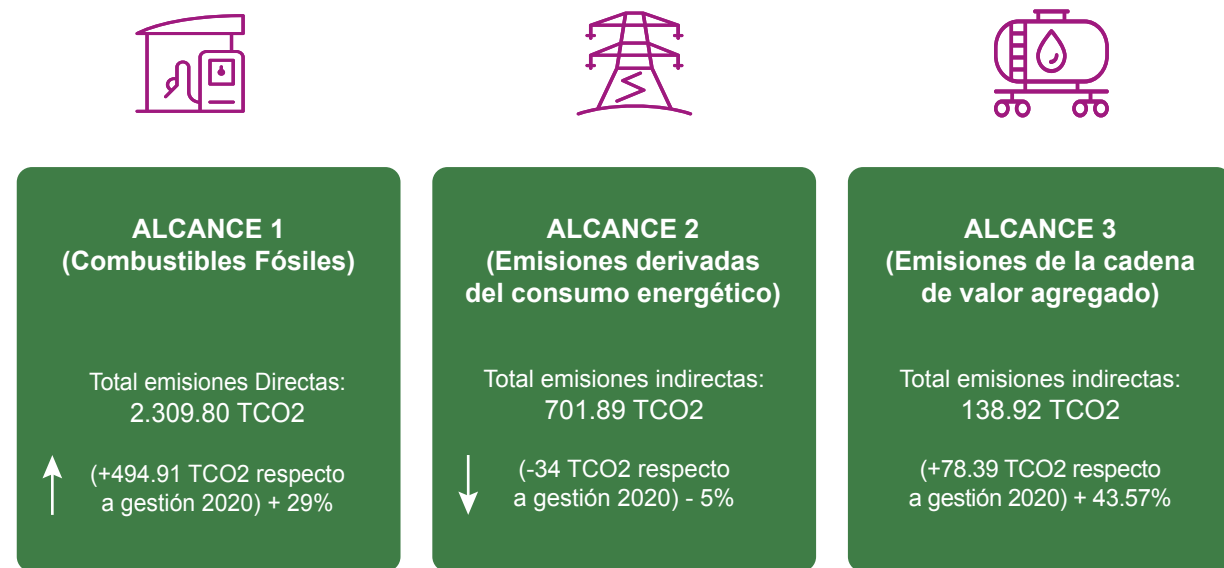 ALCANCE 1
(Combustibles Fósiles)
Total emisiones Directas:
2.309.80 TCO2
(+494.91 TCO2 respecto
a gestión 2020) + 29%
ALCANCE 2
(Emisiones derivadas
del consumo energético)
Total emisiones indirectas:
701.89 TCO2
(-34 TCO2 respecto
a gestión 2020) - 5%
ALCANCE 3
(Emisiones de la cadena
de valor agregado)
Total emisiones indirectas:
138.92 TCO2
(+78.39 TCO2 respecto
a gestión 2020) + 43.57%